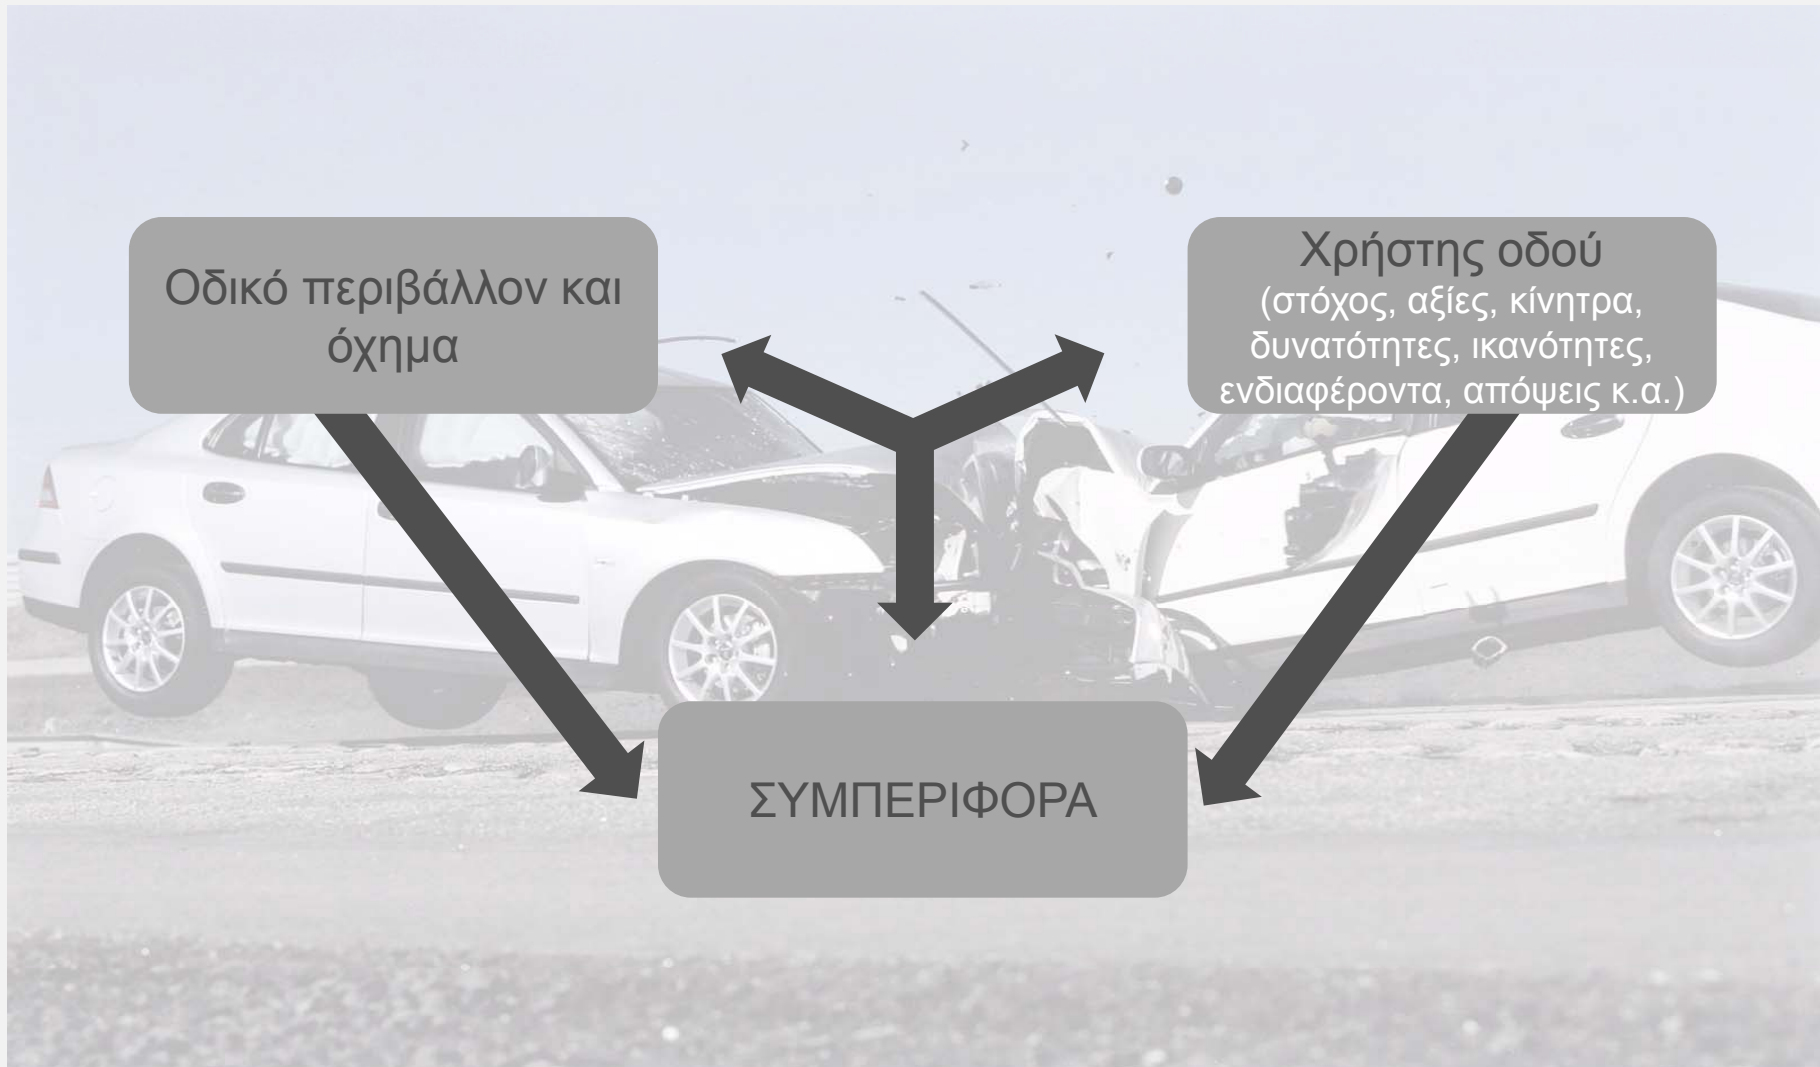 Οδικό περιβάλλον και
όχημα
Χρήστης οδού
(στόχος, αξίες, κίνητρα,
δυνατότητες, ικανότητες,
ενδιαφέροντα, απόψεις κ.α.)
ΣΥΜΠΕΡΙΦΟΡΑ